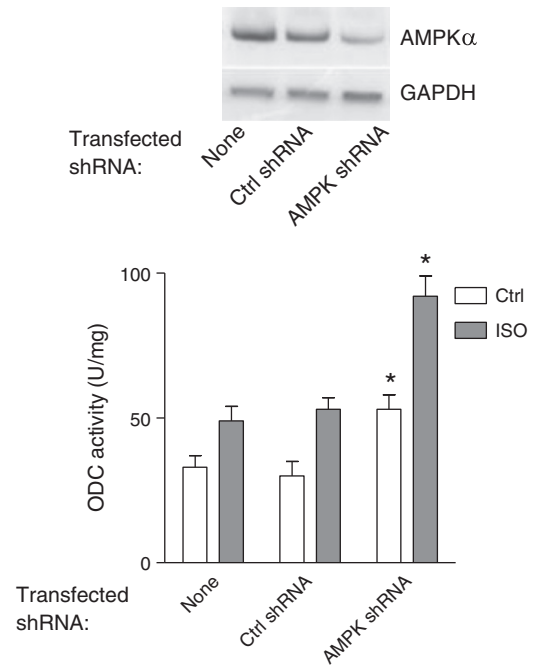 AMPKα
GAPDH
Transfected
shRNA:
None
Ctrl shRNA
AMPK shRNA
100
50
0
ODC activity (U/mg)
*
*
Ctrl
ISO
Transfected
shRNA:
None
Ctrl shRNA
AMPK shRNA